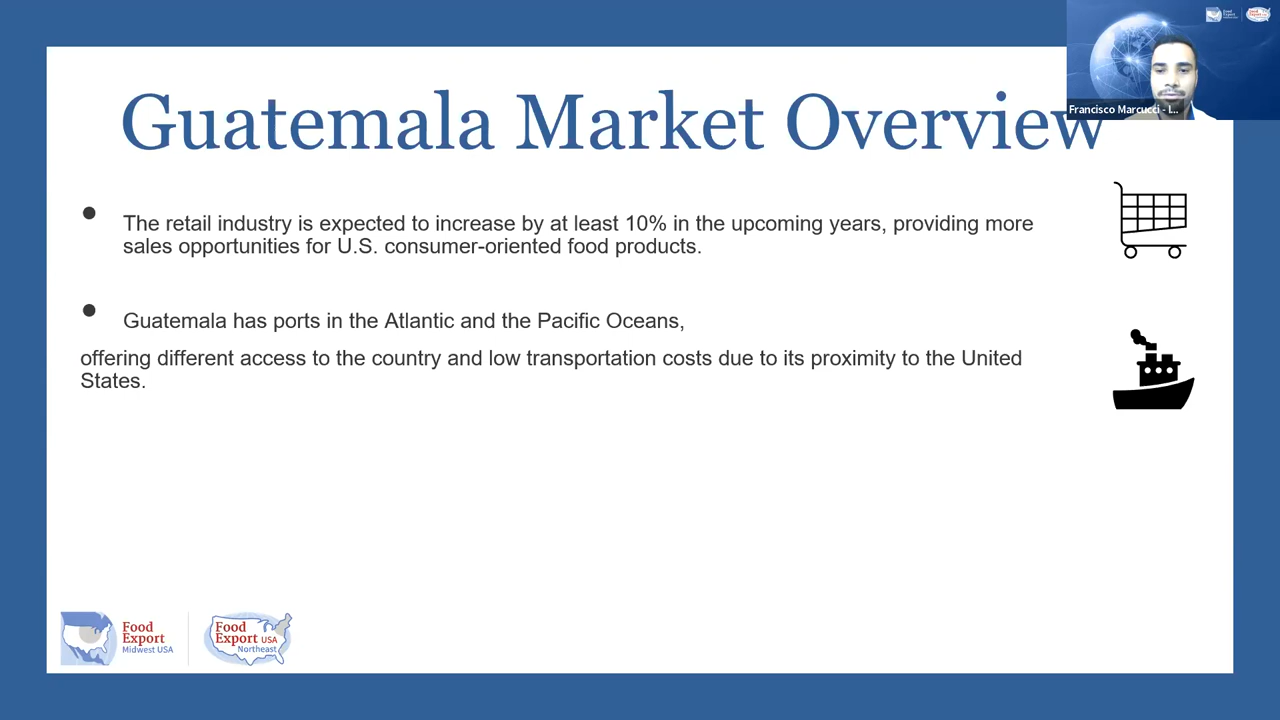 Guatemala Market Overview
Francisco Marcucci - I...
The retail industry is expected to increase by at least 10% in the upcoming years, providing more
sales opportunities for U.S. consumer-oriented food products.
Guatemala has ports in the Atlantic and the Pacific Oceans,
offering different access to the country and low transportation costs due to its proximity to the United
States.
Food
Export
Midwest USA
Food
Export USA
Northeast